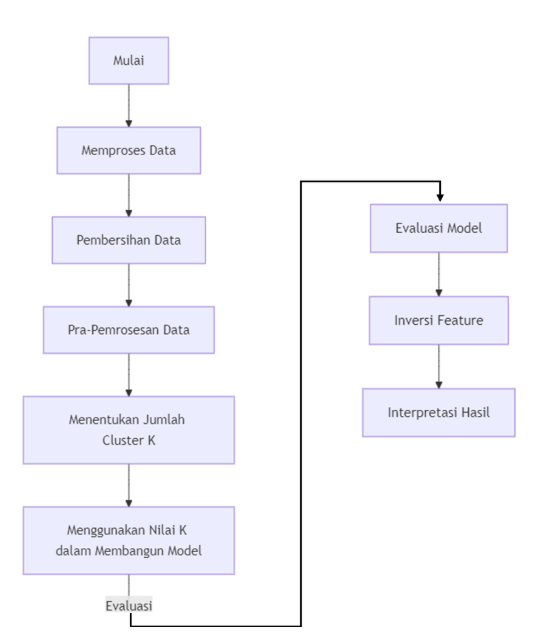 Mulai
Memproses Data
Pembersihan Data
Pra-Pemrosesan Data
Menentukan Jumlah
Cluster K
Menggunakan Nilai K
dalam Membangun Model
Evaluasi
Evaluasi Model
Inversi Feature
Interpretasi Hasil